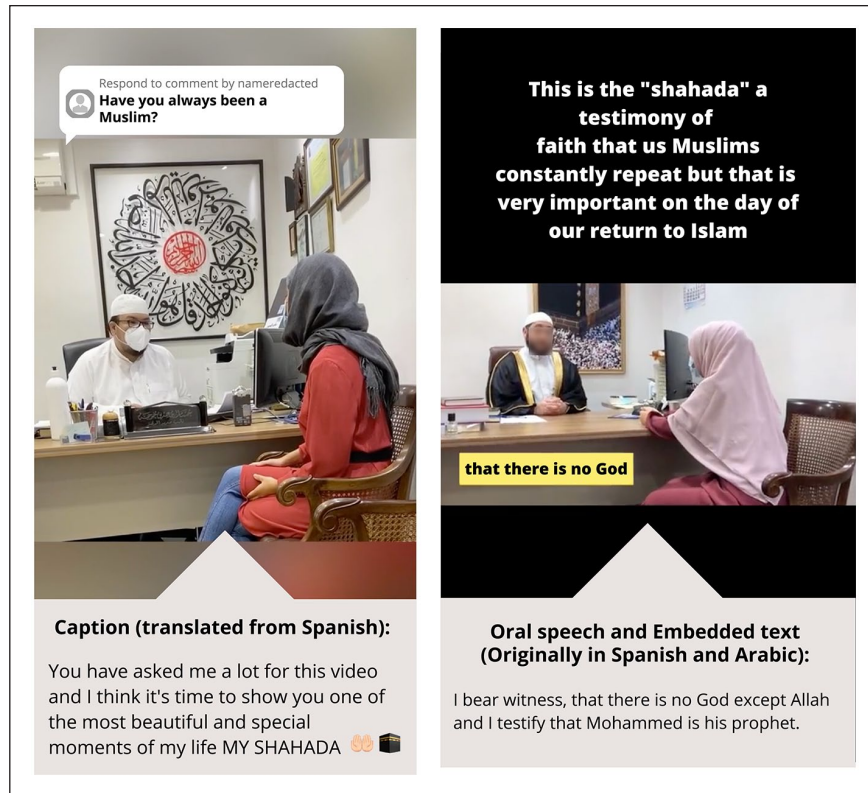 Respond to comment by nameredacted
Have you always been a
Muslim?
Caption (translated from Spanish):
You have asked me a lot for this video
and I think it's time to show you one of
the most beautiful and special
moments of my life MY SHAHADA 🤲🏻 🕋
This is the "shahada" a
testimony of
faith that us Muslims
constantly repeat but that is
very important on the day of
our return to Islam
that there is no God
Oral speech and Embedded text
(Originally in Spanish and Arabic):
I bear witness, that there is no God except Allah
and I testify that Mohammed is his prophet.